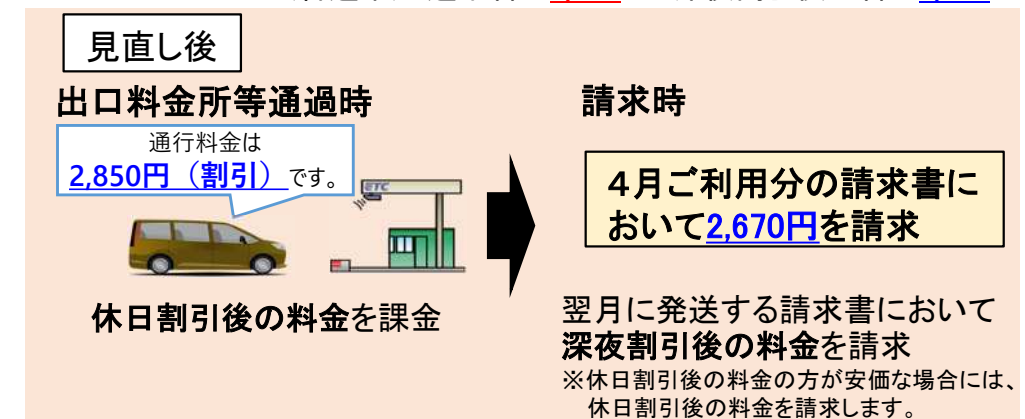 見直し後
出口料金所等通過時
通行料金は
2,850円（割引）です。
ETC
休日割引後の料金を課金
請求時
４月ご利用分の請求書に
おいて2,670円を請求
翌月に発送する請求書において
深夜割引後の料金を請求
※休日割引後の料金の方が安価な場合には、
休日割引後の料金を請求します。